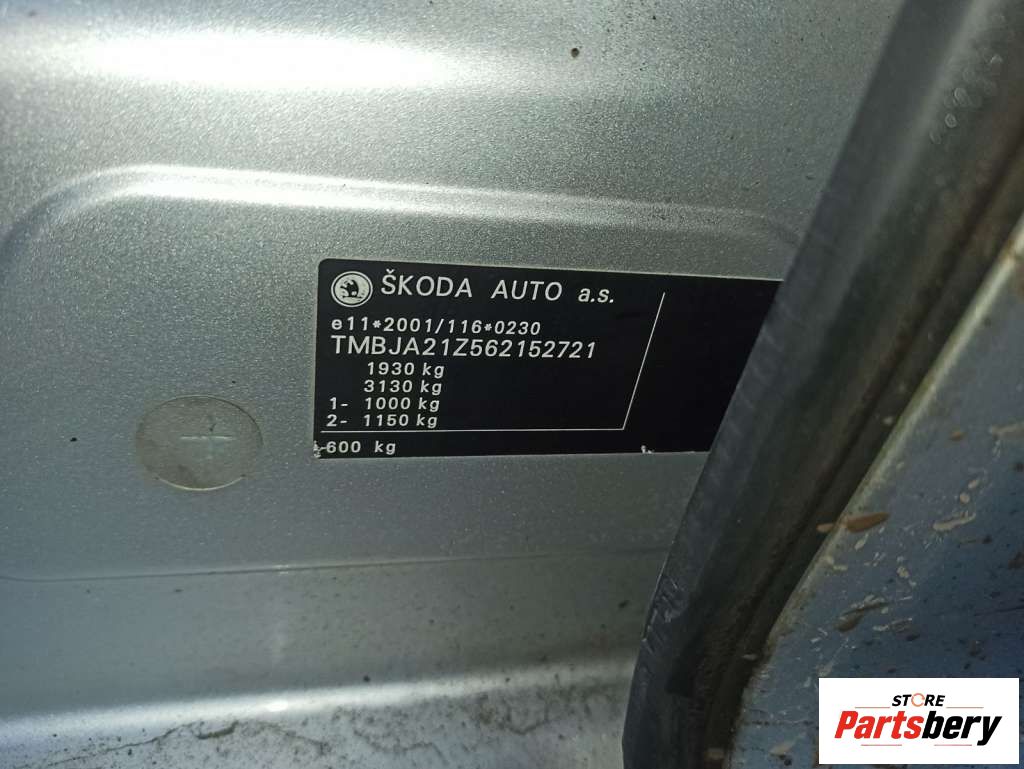 ŠKODA AUTO a.s.
e11*2001/116*0230
TMBJA21Z562152721
1930 kg
3130 kg
1- 1000 kg
2- 1150 kg
600 kg
STORE
Partsbery